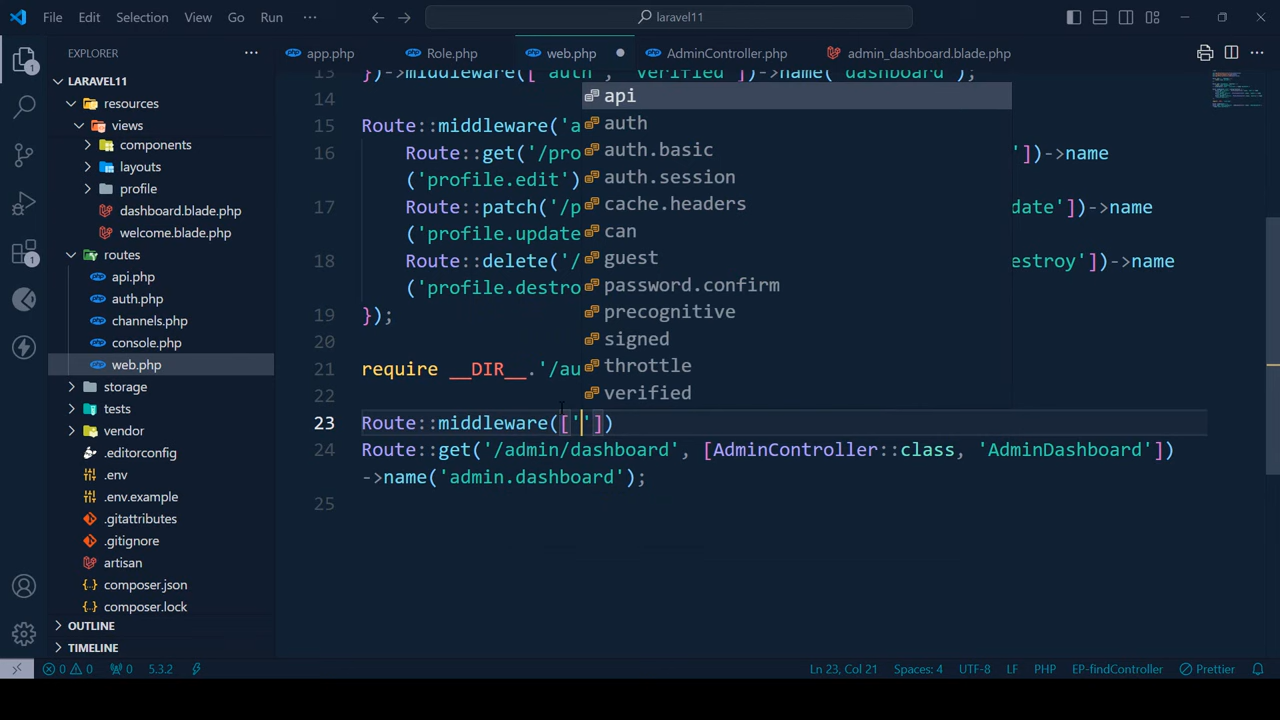 File Edit View Go Run ··· laravel11
Selection
EXPLORER ···
app.php Role.php web.php AdminController.php admin_dashboard.blade.php
LARAVEL11
resources
views
components
layouts
profile
dashboard.blade.php
welcome.blade.php
routes
api.php
auth.php
channels.php
console.php
web.php
storage
tests
vendor
.editorconfig
.env
.env.example
.gitattributes
.gitignore
artisan
composer.json
composer.lock
OUTLINE
TIMELINE
13 })->middleware(['auth', 'verified'])->name('dashboard');
14
15 Route::middleware('a
16 Route::get('/pro '])->name
('profile.edit')
17 Route::patch('/p date'])->name
('profile.update
18 Route::delete('/ estroy'])->name
('profile.destro
19 });
20
21 require __DIR__.'/au
22
23 Route::middleware([''])
24 Route::get('/admin/dashboard', [AdminController::class, 'AdminDashboard'])
->name('admin.dashboard');
25
api
auth
auth.basic
auth.session
cache.headers
can
guest
password.confirm
precognitive
signed
throttle
verified
1
1
0 0 0 5.3.2 Ln 23, Col 21 Spaces: 4 UTF-8 LF PHP EP-findController Prettier